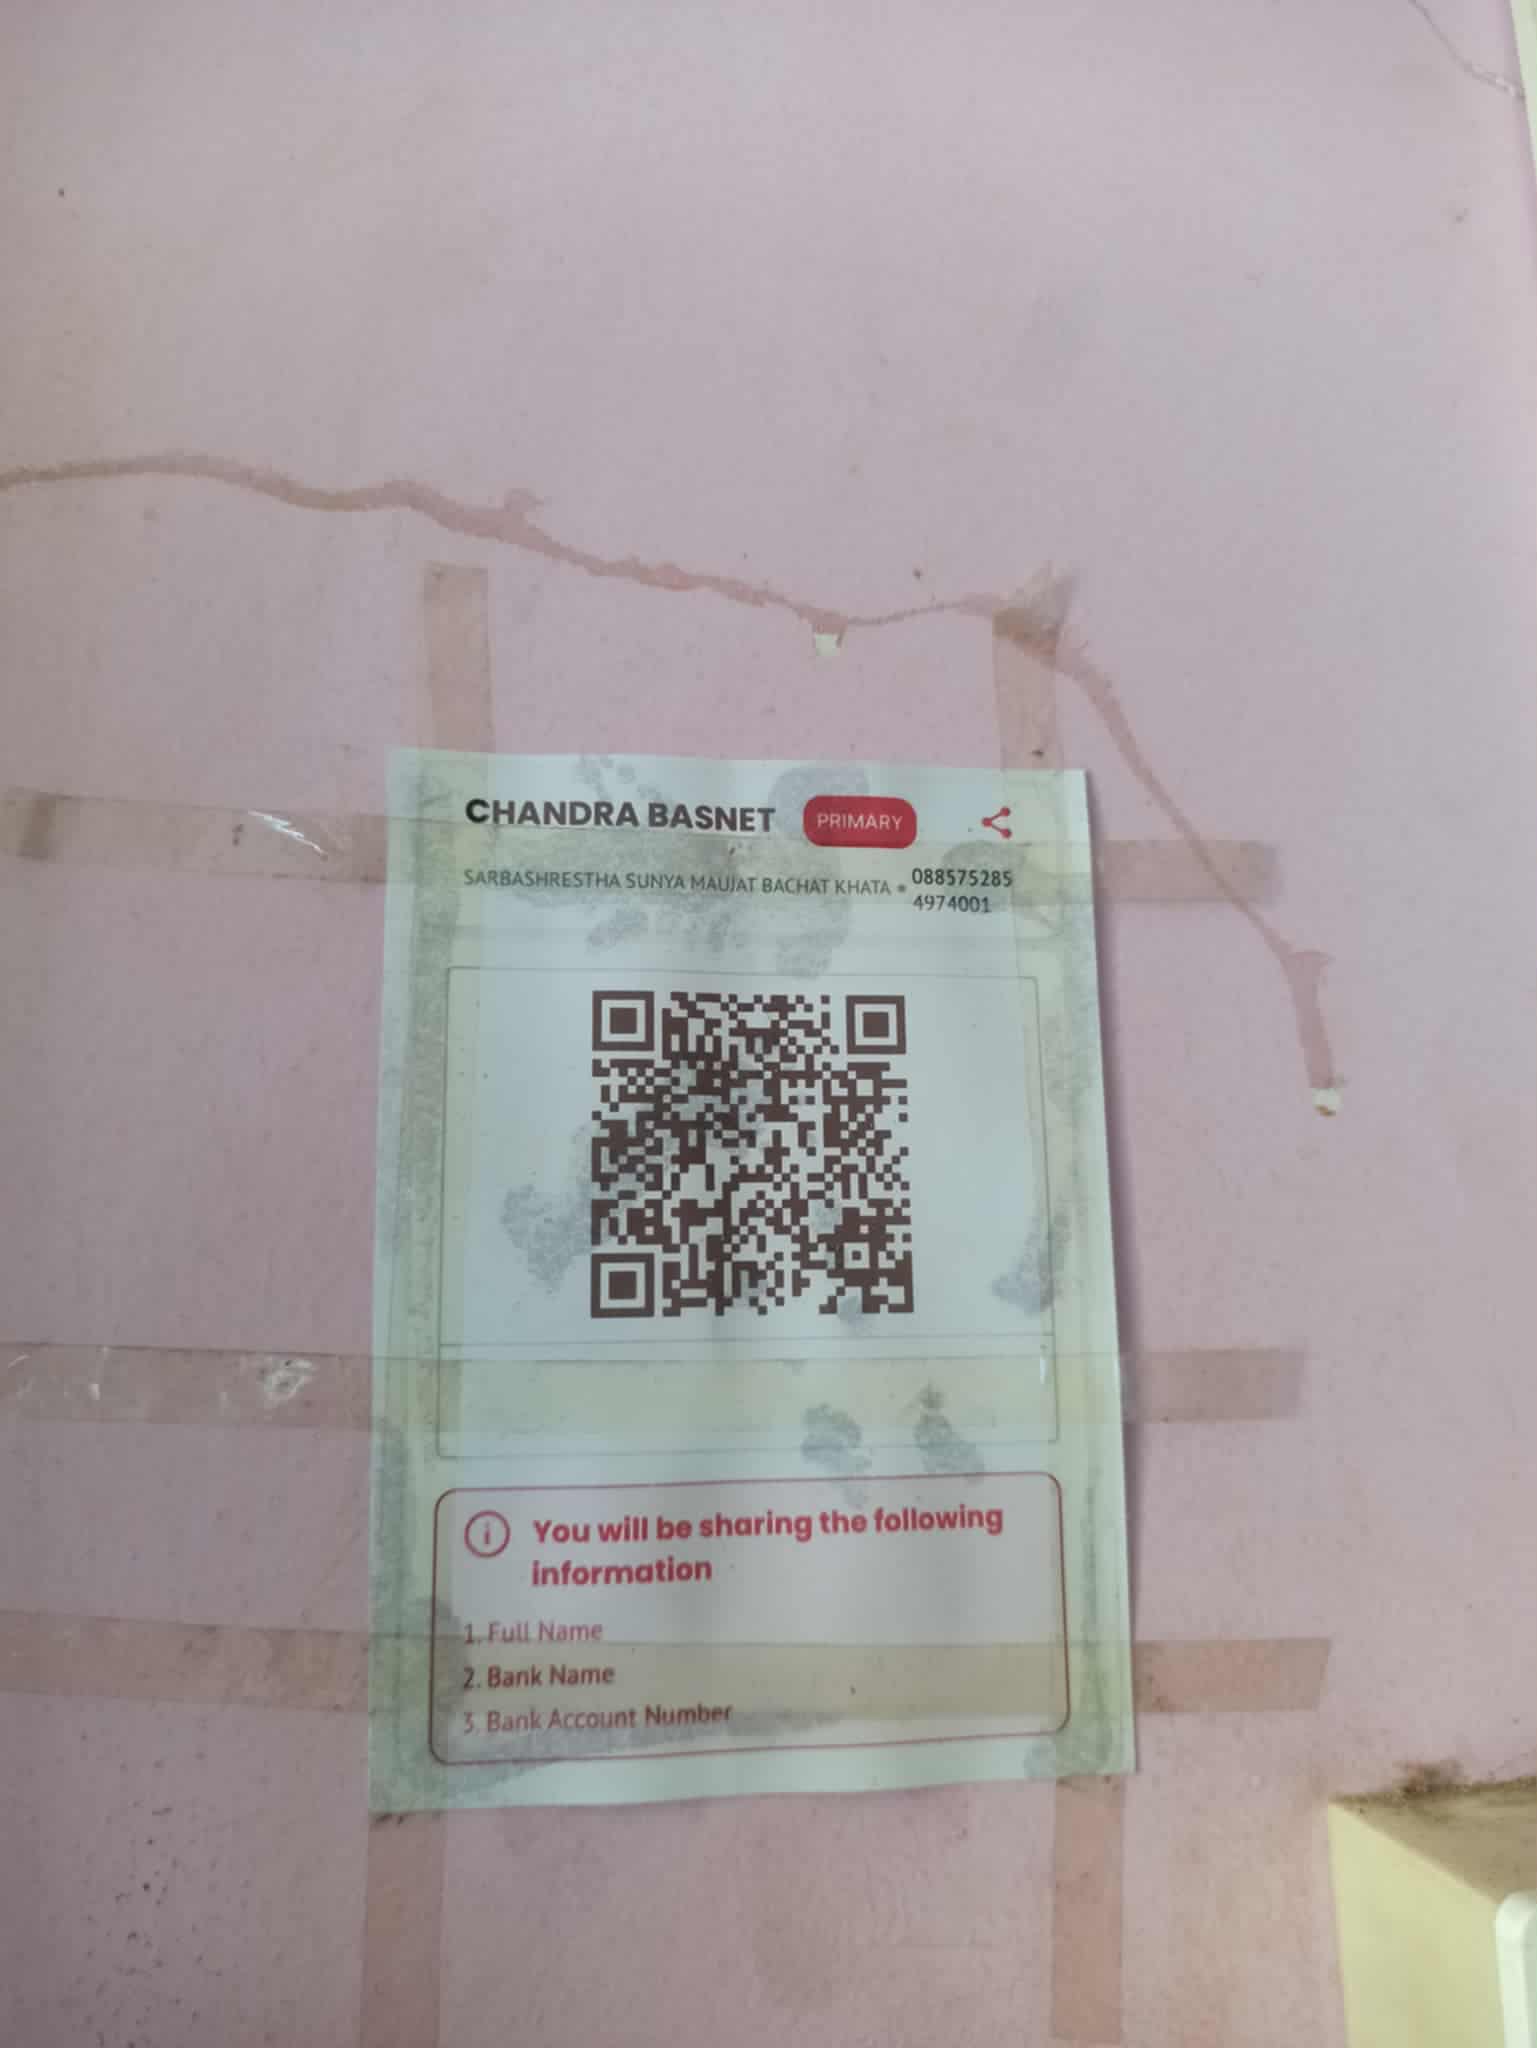 CHANDRA BASNET PRIMARY
SARBASHRESTHA SUNYA MAUJAT BACHAT KHATA • 088575285
4974001
You will be sharing the following
information
1. Full Name
2. Bank Name
3. Bank Account Number